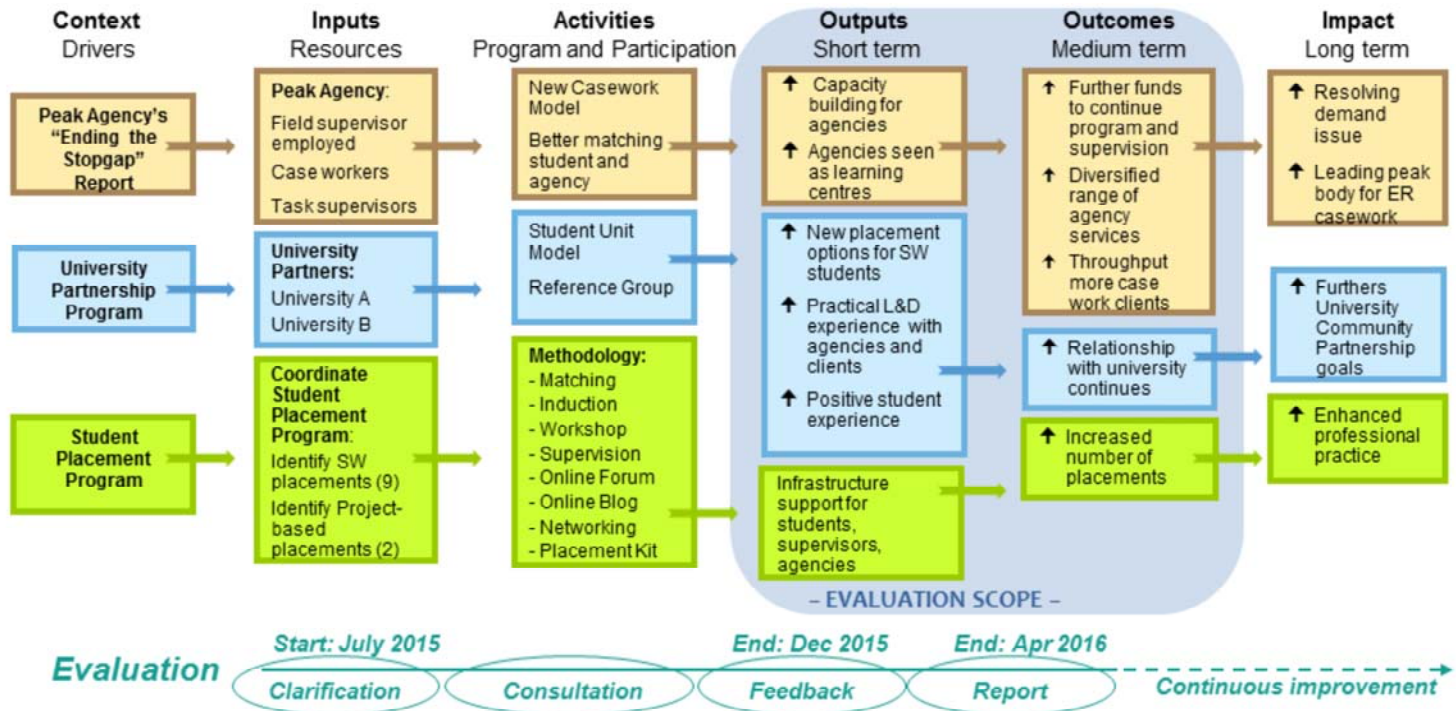 Context
Drivers
Inputs
Resources
Activities
Program and Participation
Outputs
Short term
Outcomes
Medium term
Impact
Long term
Peak Agency's
"Ending the
Stopgap"
Report
Peak Agency:
Field supervisor
employed
Case workers
Task supervisors
New Casework
Model
Better matching
student and
agency
↑ Capacity
building for
agencies
↑ Agencies seen
as learning
centres
↑ Further funds
to continue
program and
supervision
↑ Diversified
range of
agency
services
↑ Throughput
more case
work clients
↑ Resolving
demand
issue
↑ Leading peak
body for ER
casework
University
Partnership
Program
University
Partners:
University A
University B
Student Unit
Model
Reference Group
↑ New placement
options for SW
students
↑ Practical L&D
experience with
agencies and
clients
↑ Positive student
experience
↑ Relationship
with university
continues
↑ Furthers
University
Community
Partnership
goals
Student
Placement
Program
Coordinate
Student
Placement
Program:
Identify SW
placements (9)
Identify Project-
based
placements (2)
Methodology:
- Matching
- Induction
- Workshop
- Supervision
- Online Forum
- Online Blog
- Networking
- Placement Kit
Infrastructure
support for
students,
supervisors,
agencies
↑ Increased
number of
placements
↑ Enhanced
professional
practice
– EVALUATION SCOPE –
Evaluation
Start: July 2015
End: Dec 2015
End: Apr 2016
Clarification
Consultation
Feedback
Report
Continuous improvement